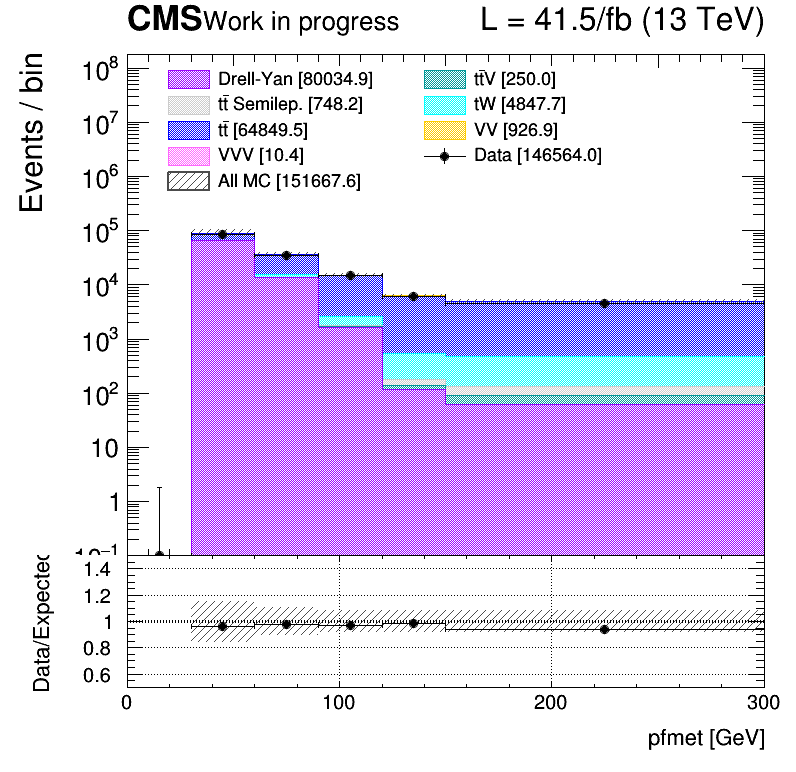 CMS Work in progress L = 41.5/fb (13 TeV)
Events / bin
Drell-Yan [80034.9] tt̄V [250.0]
tt̄ Semilep. [748.2] tW [4847.7]
tt̄ [64849.5] VV [926.9]
VVV [10.4] Data [146564.0]
All MC [151667.6]
10⁸
10⁷
10⁶
10⁵
10⁴
10³
10²
10
1
10⁻¹
Data/Expected
1.4
1.2
1
0.8
0.6
0 100 200 300
pfmet [GeV]